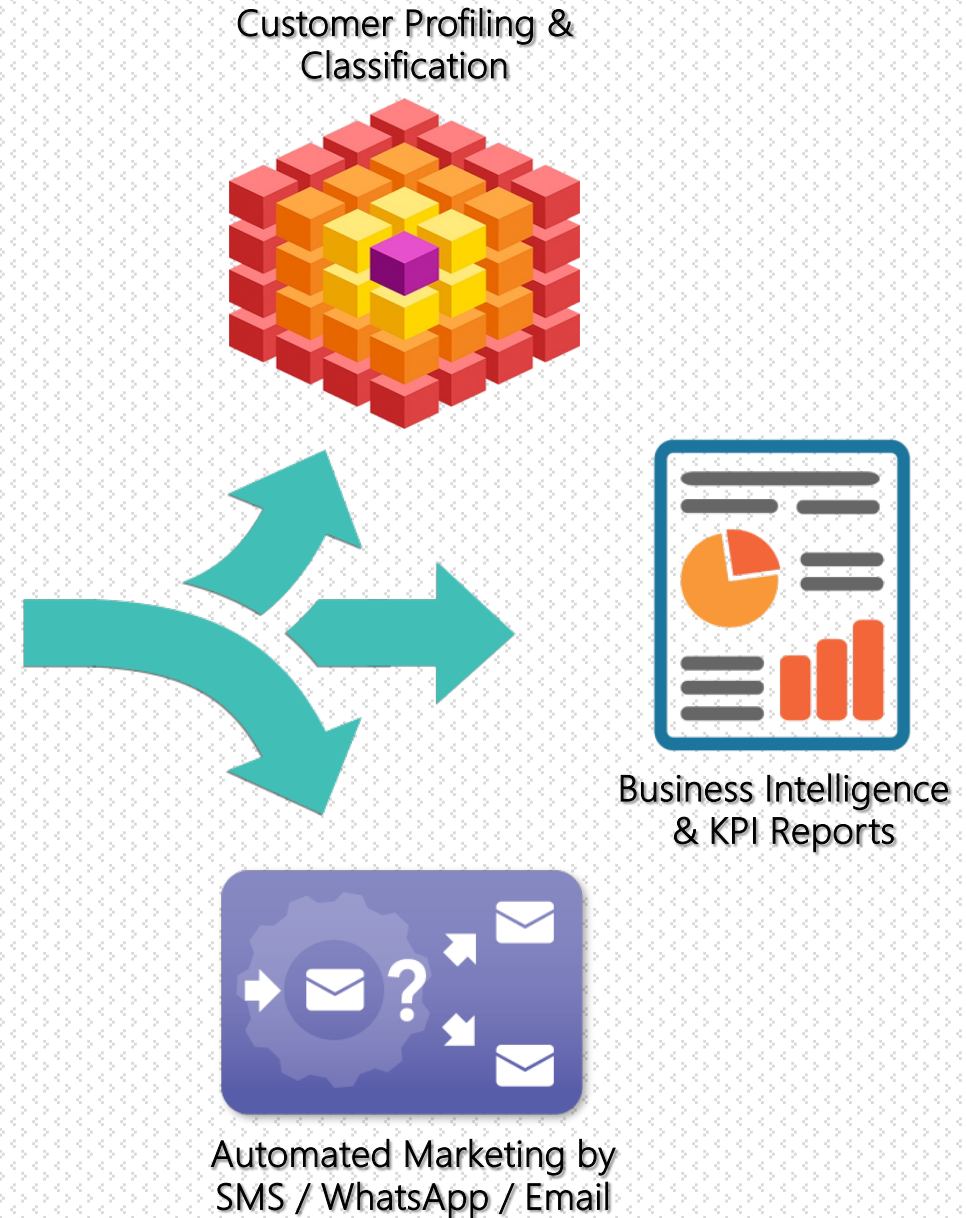 Customer Profiling &
Classification
Business Intelligence
& KPI Reports
?
Automated Marketing by
SMS / WhatsApp / Email